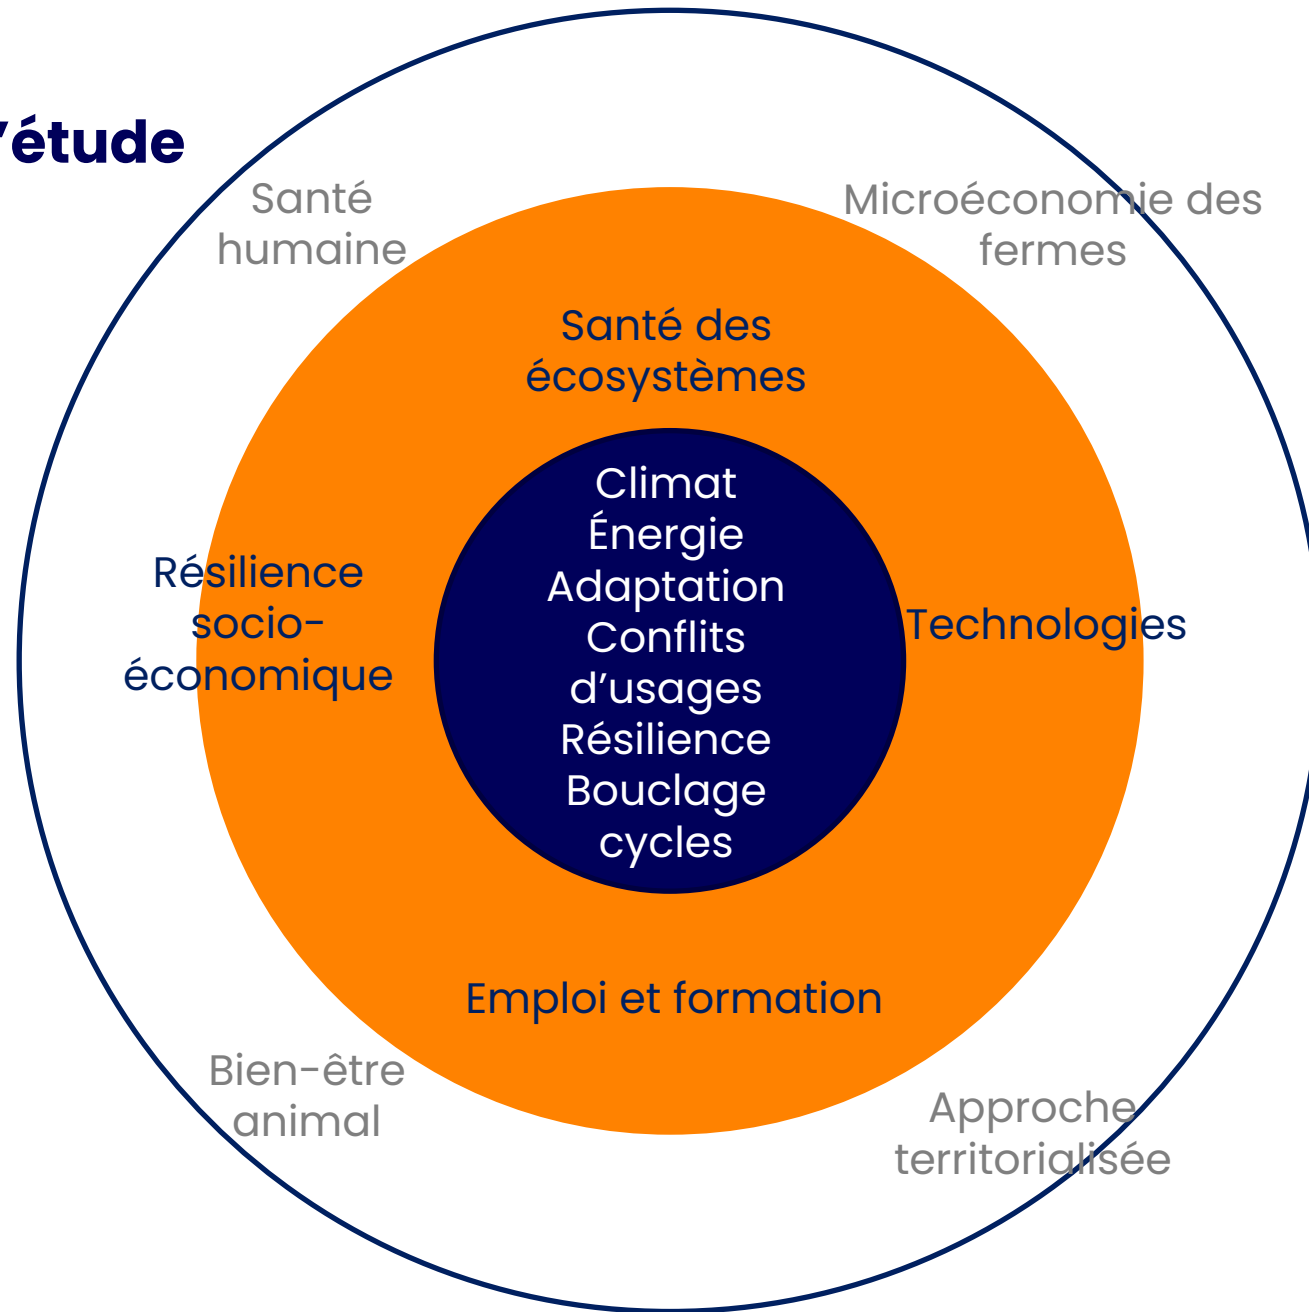 ’étude
Santé
humaine
Microéconomie des
fermes
Santé des
écosystèmes
Climat
Énergie
Adaptation
Conflits
d’usages
Résilience
Bouclage
cycles
Résilience
socio-
économique
Technologies
Emploi et formation
Bien-être
animal
Approche
territorialisée